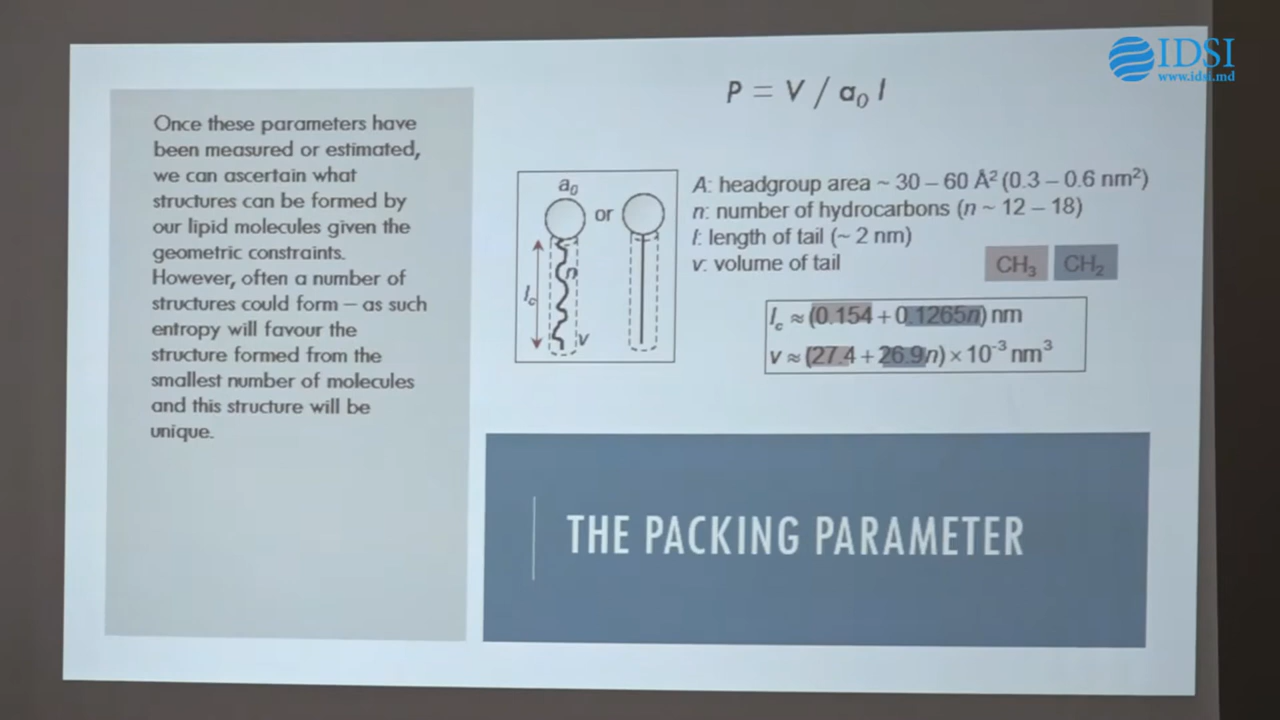 IDSI
www.idsi.md
P = V / a₀ l
Once these parameters have
been measured or estimated,
we can ascertain what
structures can be formed by
our lipid molecules given the
geometric constraints.
However, often a number of
structures could form – as such
entropy will favour the
structure formed from the
smallest number of molecules
and this structure will be
unique.
a₀
or
n
l_c
v
A: headgroup area ~ 30 – 60 Å² (0.3 – 0.6 nm²)
n: number of hydrocarbons (n ~ 12 – 18)
l: length of tail (~ 2 nm)
v: volume of tail
CH₃ CH₂
l_c ≈ (0.154 + 0.1265n) nm
v ≈ (27.4 + 26.9n) × 10⁻³ nm³
THE PACKING PARAMETER